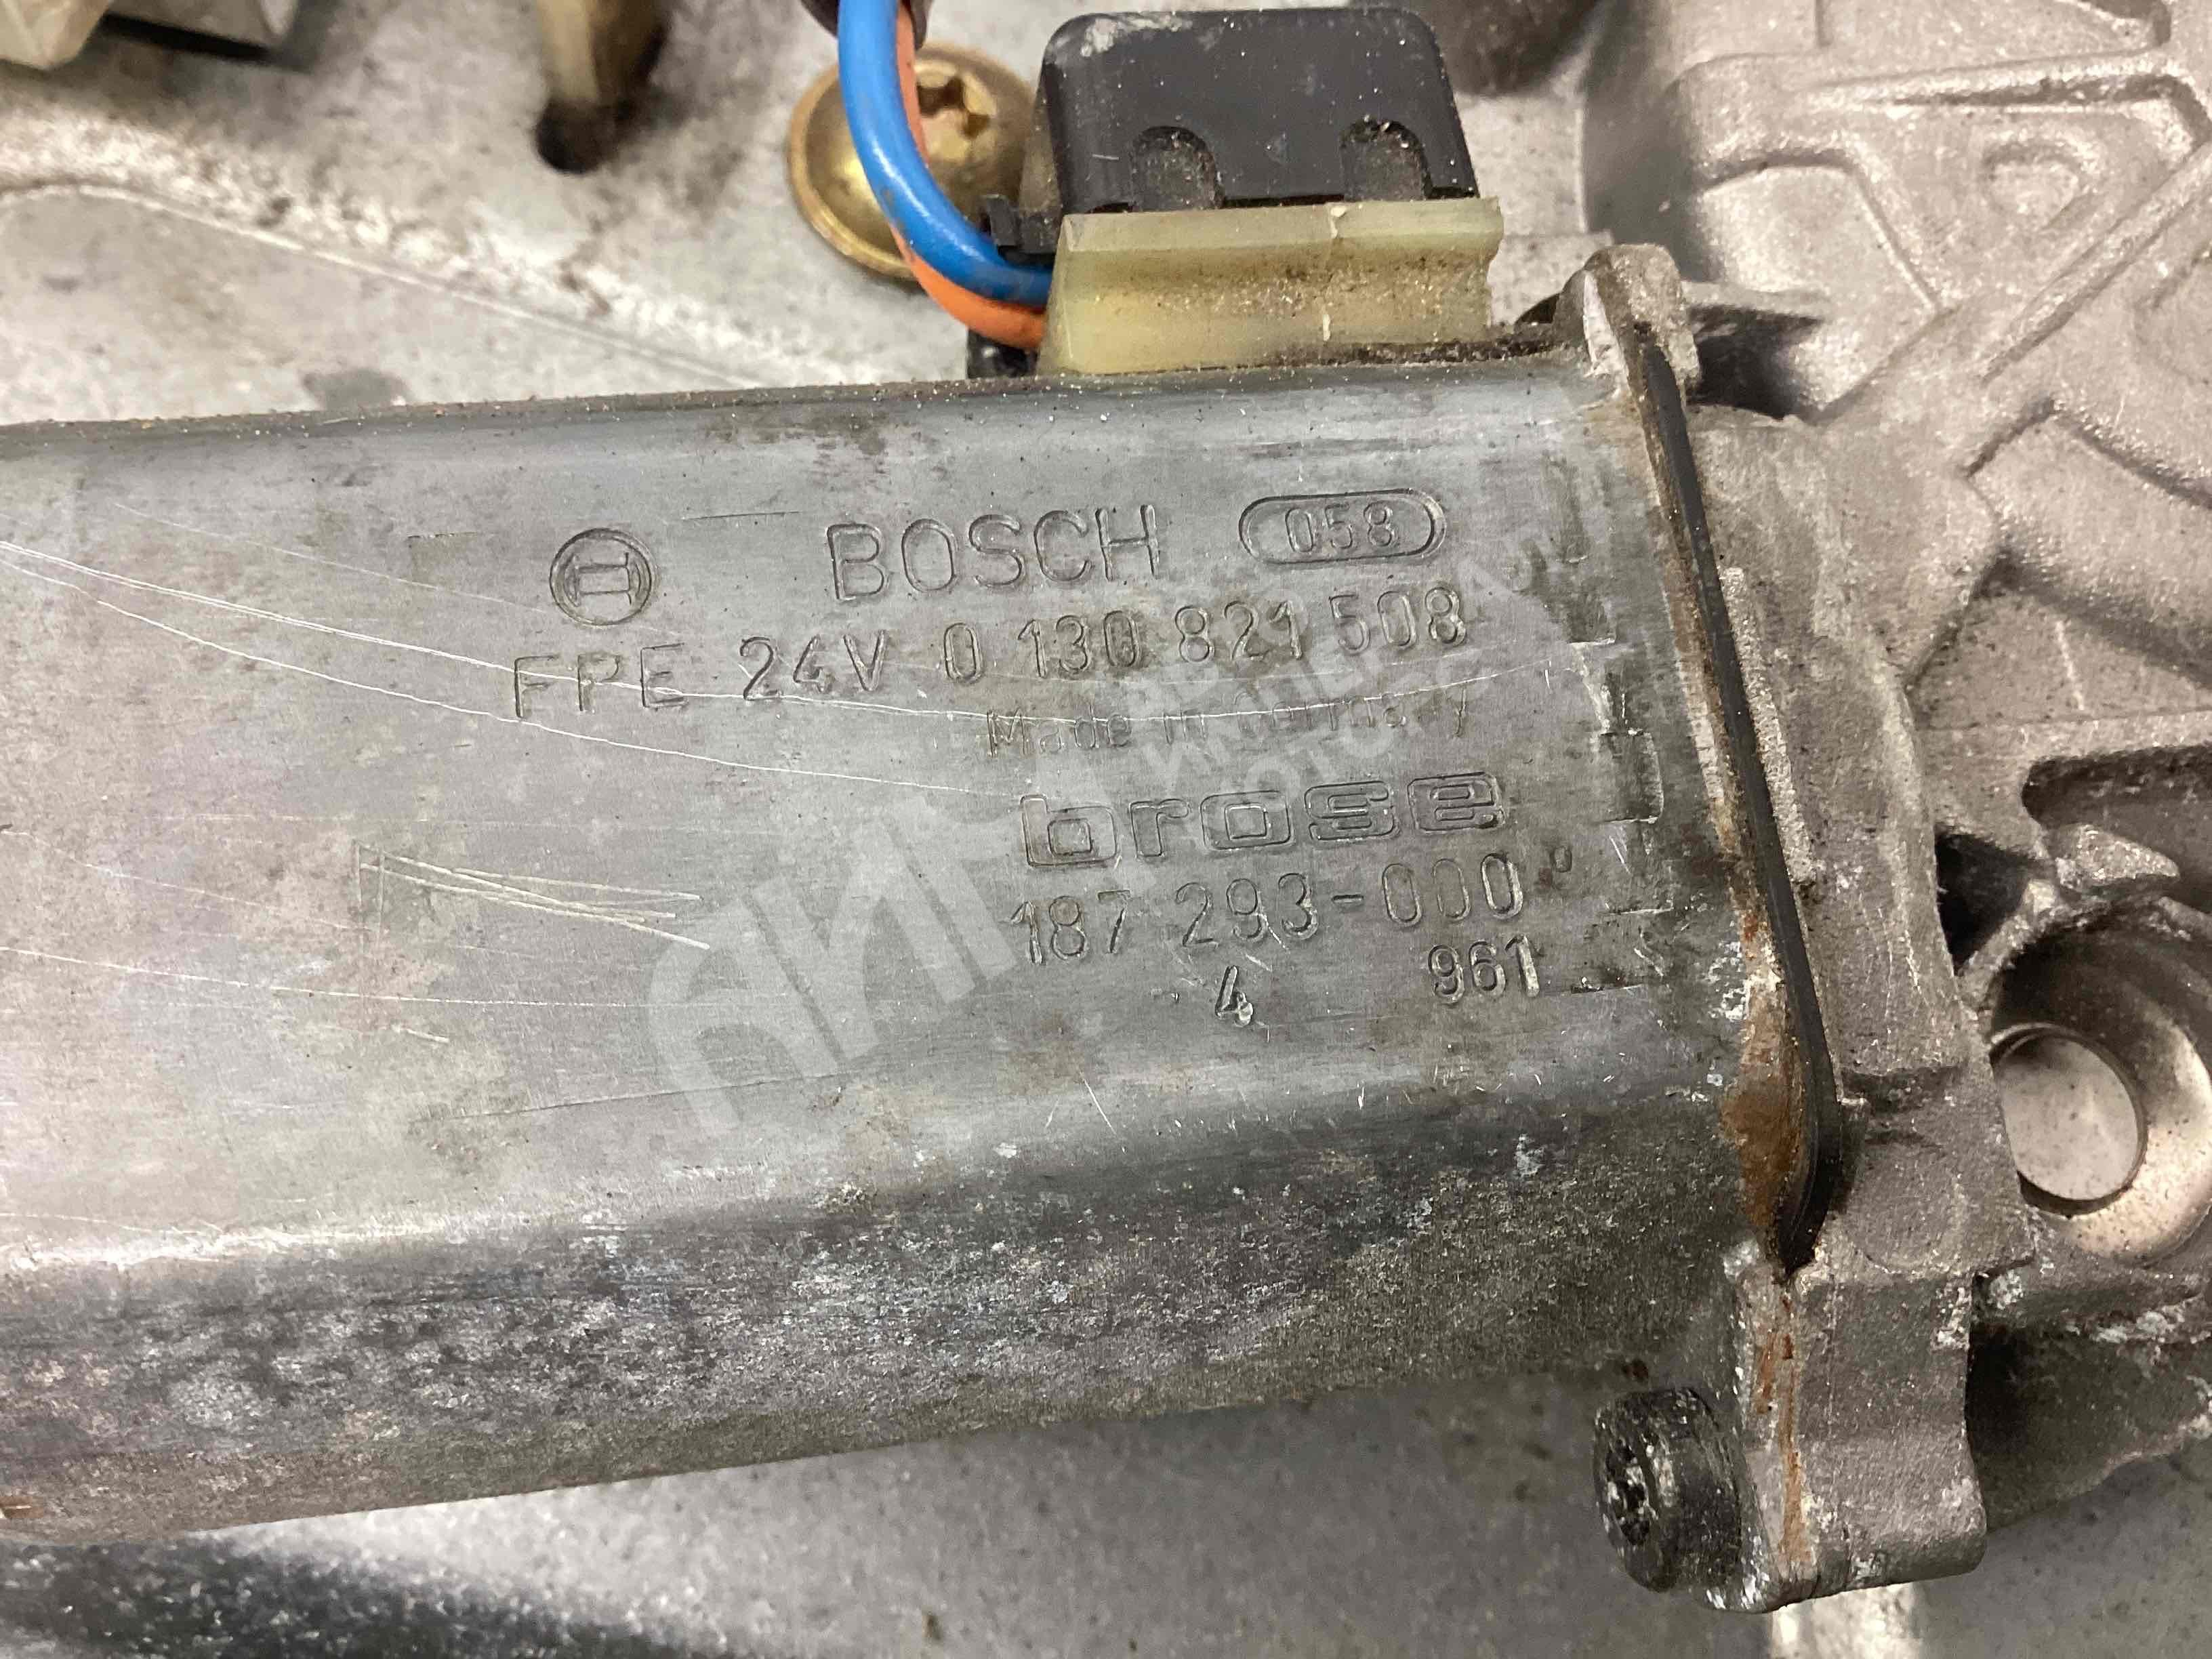 BOSCH 058
FPE 24V 0 130 821 508
Made in Germany
brose
187 293-000
4 961